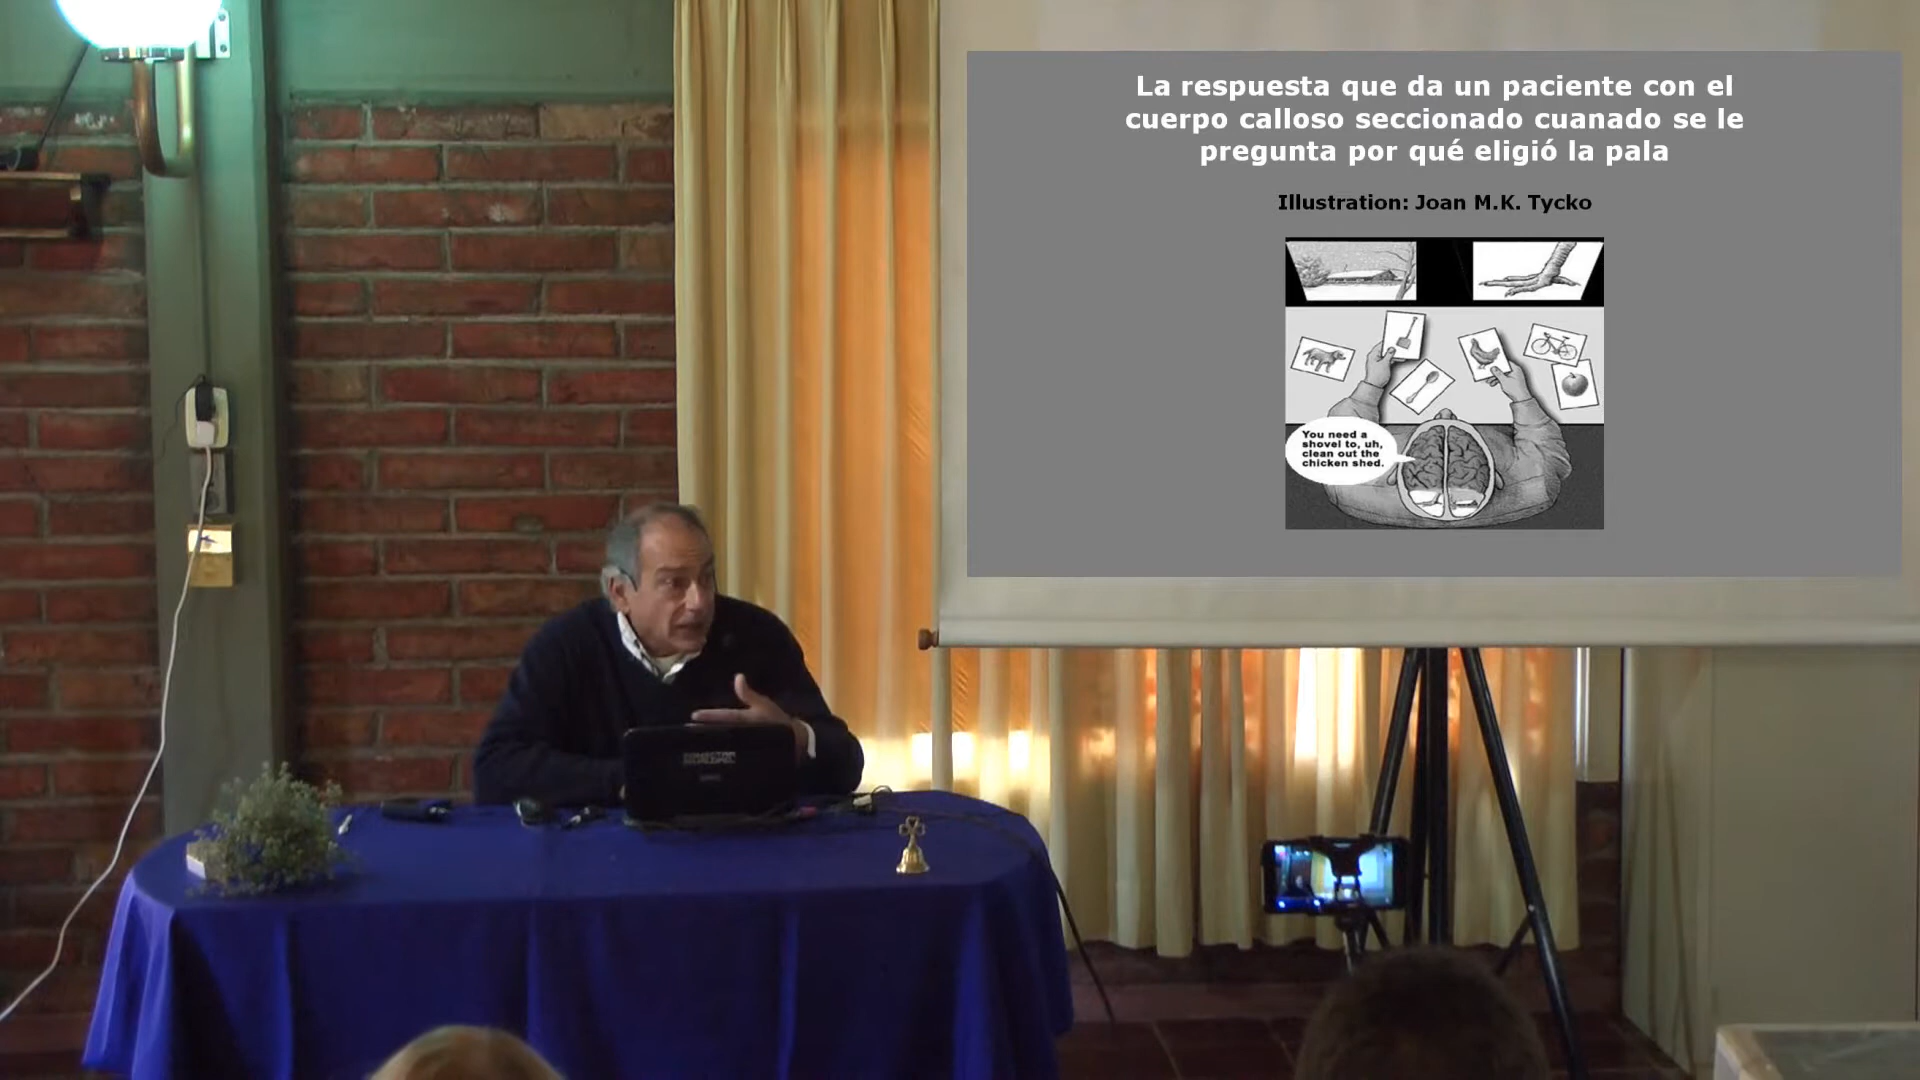 La respuesta que da un paciente con el
cuerpo calloso seccionado cuanado se le
pregunta por qué eligió la pala
Illustration: Joan M.K. Tycko
You need a
shovel to, uh,
clean out the
chicken shed.